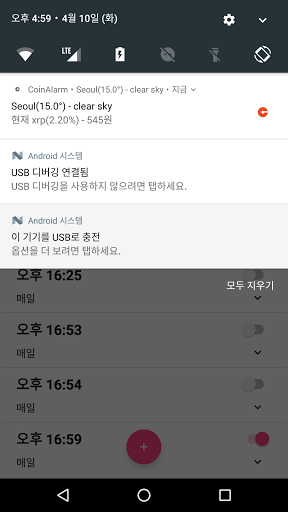 오후 4:59 • 4월 10일 (화)
LTE
CoinAlarm • Seoul(15.0°) - clear sky • 지금
Seoul(15.0°) - clear sky
현재 xrp(2.20%) - 545원
Android 시스템
USB 디버깅 연결됨
USB 디버깅을 사용하지 않으려면 탭하세요.
Android 시스템
이 기기를 USB로 충전
옵션을 더 보려면 탭하세요.
모두 지우기
오후 16:25
매일
오후 16:53
매일
오후 16:54
매일
오후 16:59
매일